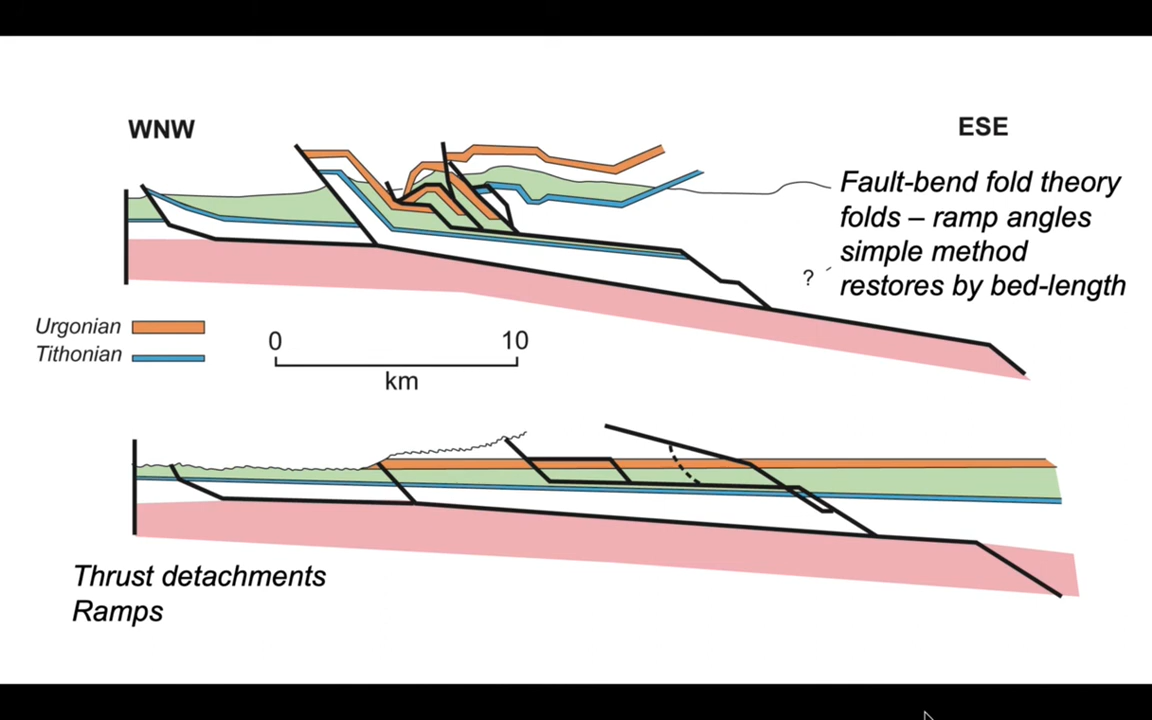 WNW
ESE
Fault-bend fold theory
folds – ramp angles
simple method
restores by bed-length
?
Urgonian
Tithonian
0
10
km
Thrust detachments
Ramps